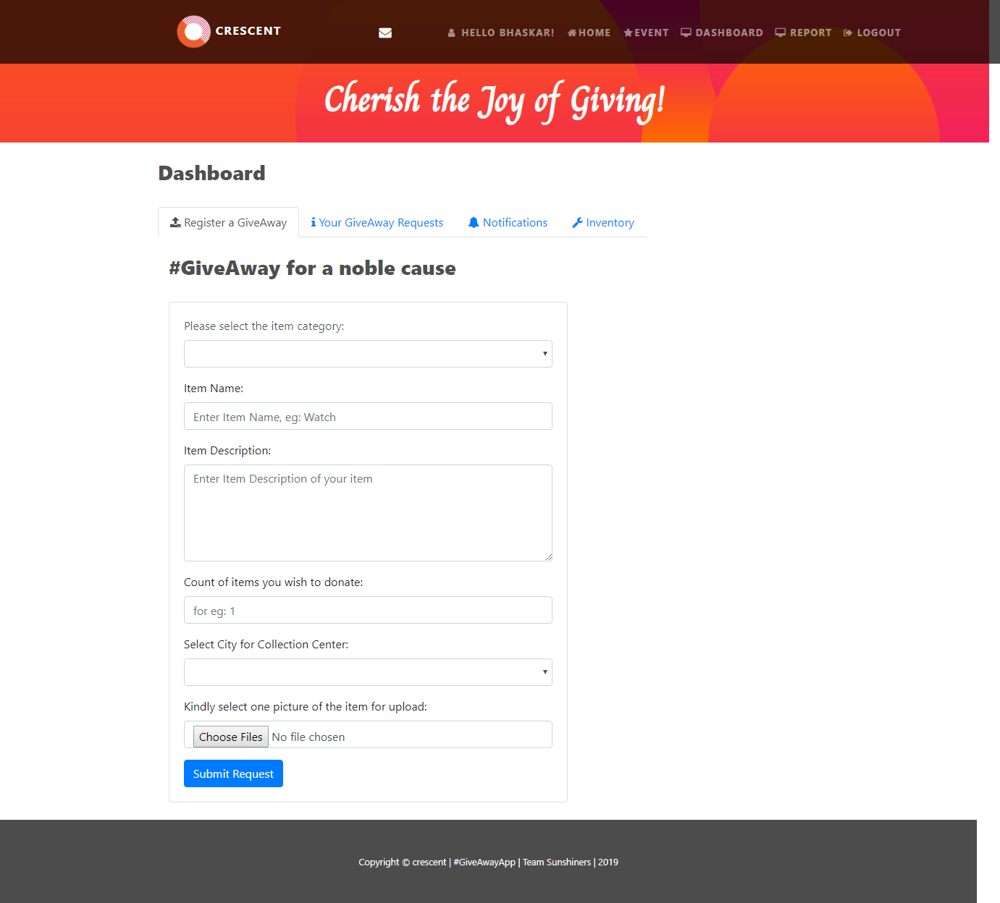 CRESCENT
HELLO BHASKAR! HOME EVENT DASHBOARD REPORT LOGOUT
Cherish the Joy of Giving!
Dashboard
Register a GiveAway Your GiveAway Requests Notifications Inventory
#GiveAway for a noble cause
Please select the item category:
Item Name:
Enter Item Name, eg: Watch
Item Description:
Enter Item Description of your item
Count of items you wish to donate:
for eg: 1
Select City for Collection Center:
Kindly select one picture of the item for upload:
Choose Files No file chosen
Submit Request
Copyright © crescent | #GiveAwayApp | Team Sunshiners | 2019